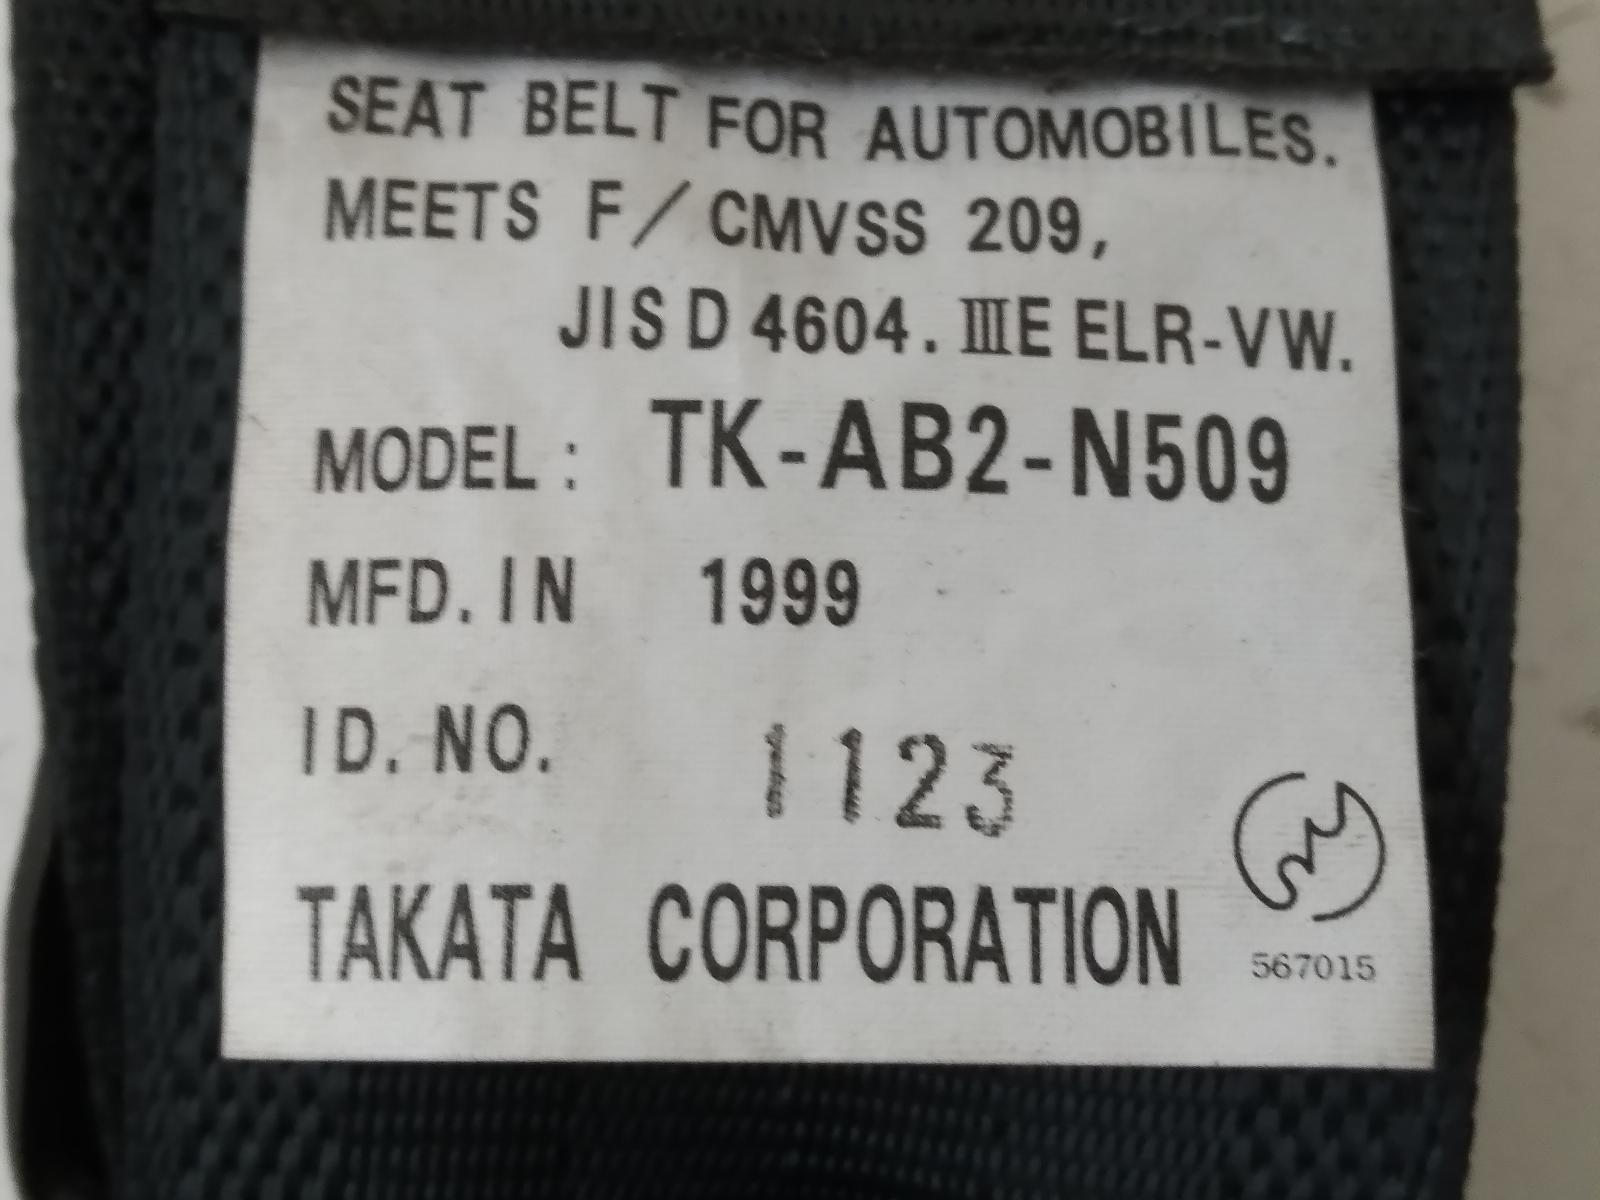 SEAT BELT FOR AUTOMOBILES.
MEETS F/CMVSS 209,
JIS D 4604. ⅢE ELR-VW.
MODEL: TK-AB2-N509
MFD. IN 1999
ID. NO. 1123
TAKATA CORPORATION
567015